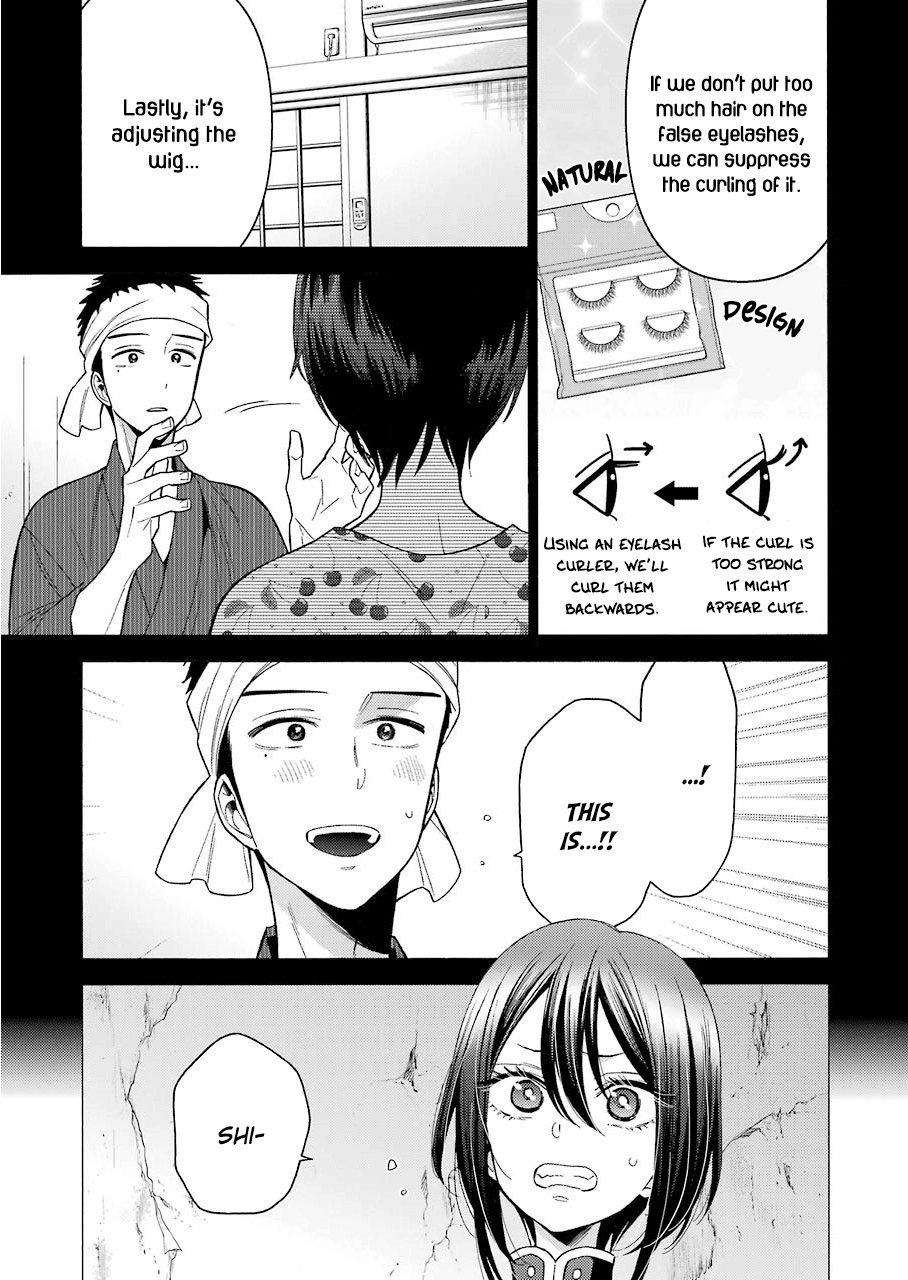 If we don't put too
much hair on the
false eyelashes,
we can suppress
the curling of it.
NATURAL
DESIGN
IF THE CURL IS
TOO STRONG
IT MIGHT
APPEAR CUTE.
USING AN EYELASH
CURLER, WE'LL
CURL THEM
BACKWARDS.
Lastly, it's
adjusting the
wig...
...!
THIS
IS...!!
SHI-